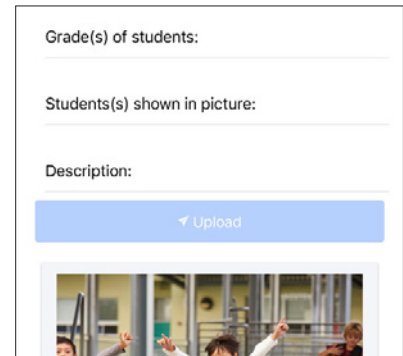 Grade(s) of students:
Students(s) shown in picture:
Description:
Upload